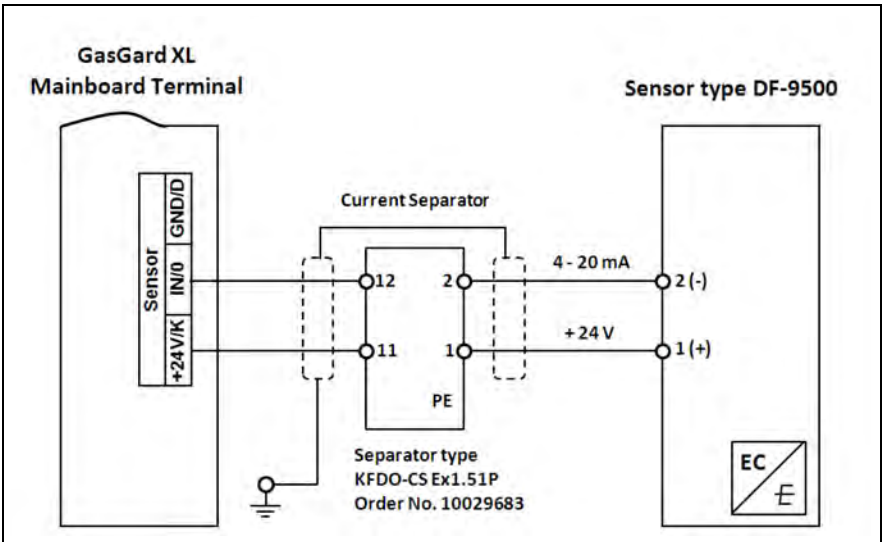 GasGard XL
Mainboard Terminal
Sensor type DF-9500
Sensor
GND/D
IN/0
+24V/K
Current Separator
12
11
2
1
PE
4 - 20 mA
+ 24 V
2 (-)
1 (+)
Separator type
KFDO-CS Ex1.51P
Order No. 10029683
EC
E